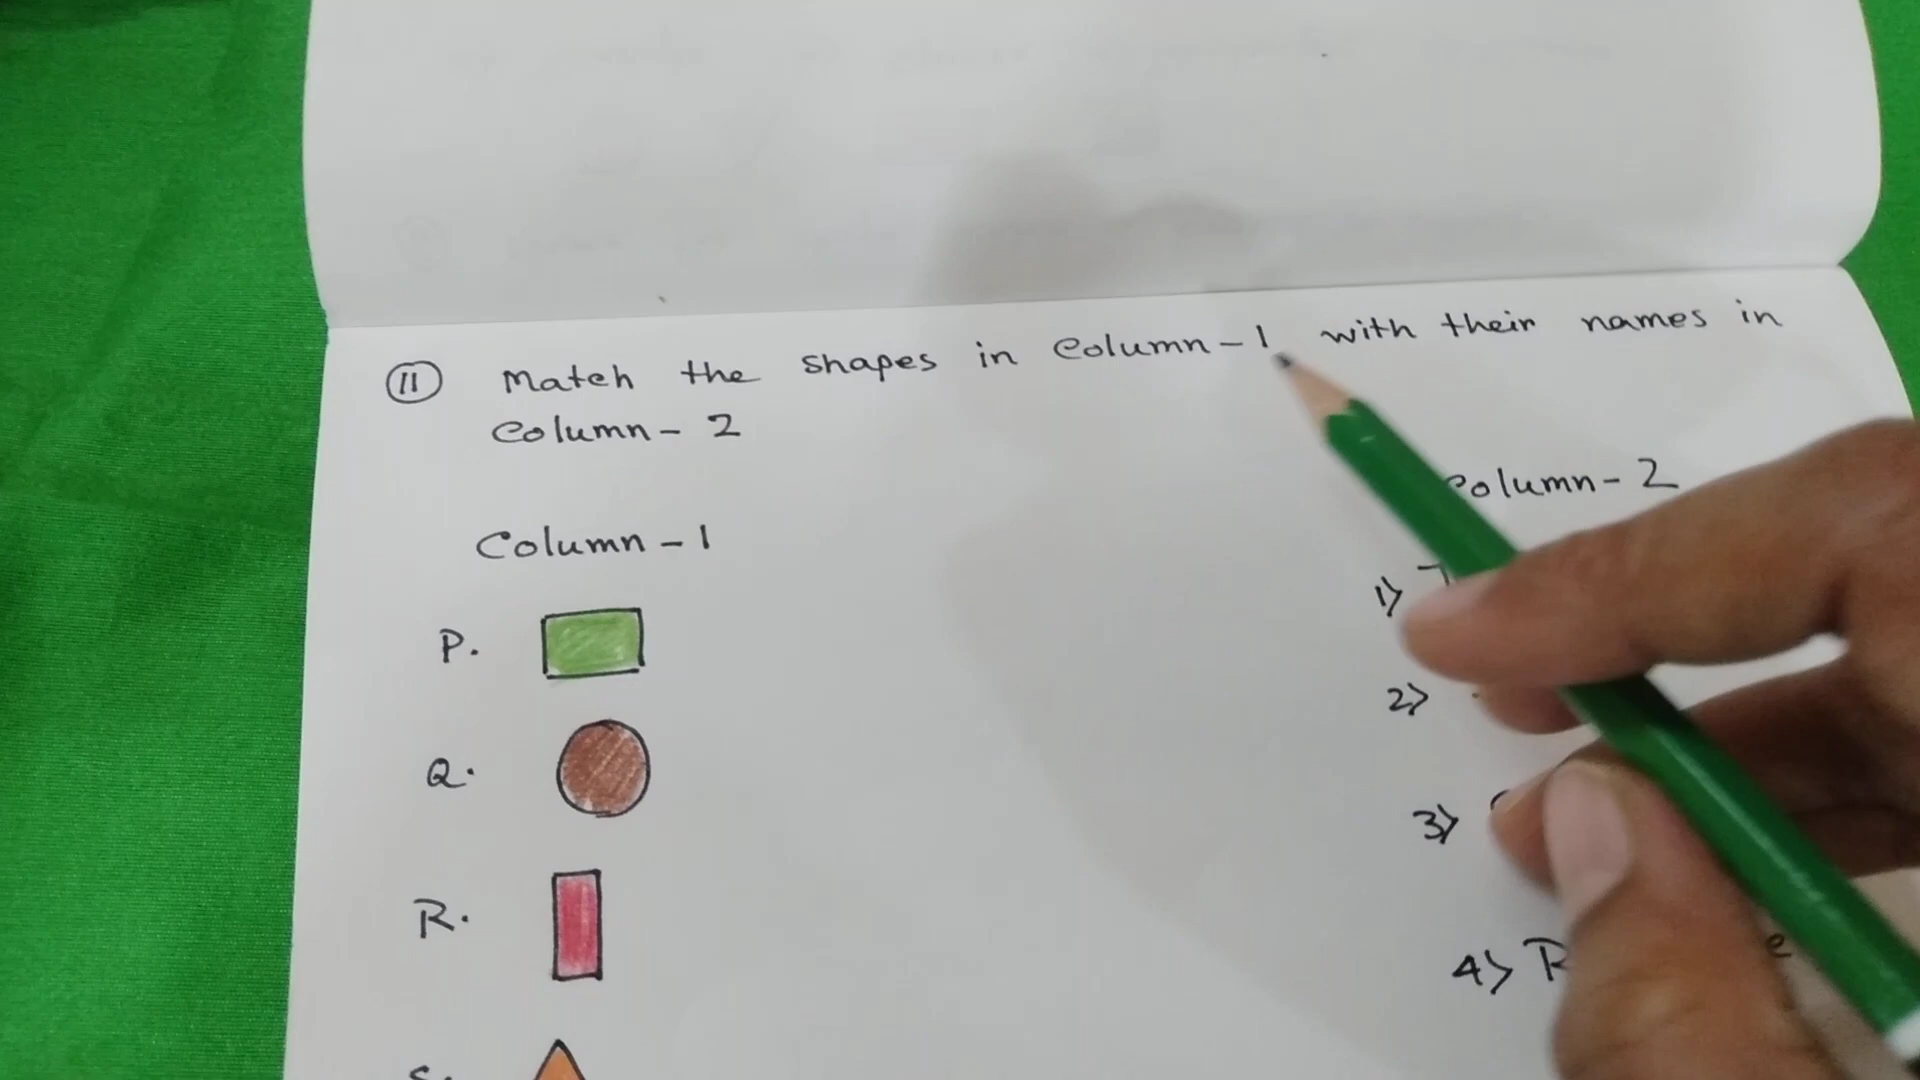 11 Match the shapes in Column-1 with their names in
Column-2
Column-1
Column-2
P.
Q.
R.
S.
1)
2)
3)
4)